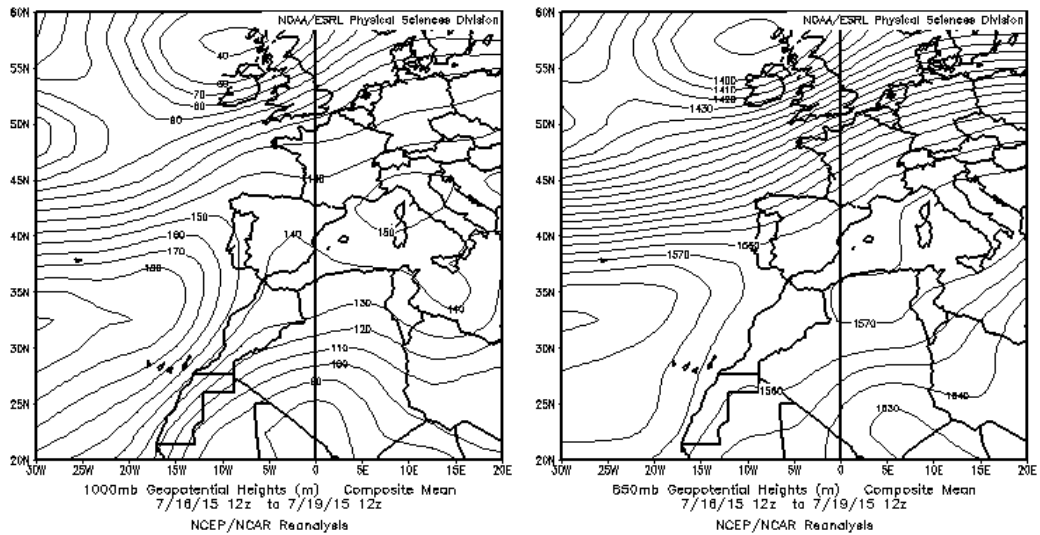 NOAA/ESRL Physical Sciences Division
60N
55N
50N
45N
40N
35N
30N
25N
20N
40
60
70
80
80
140
150
150
160
140
170
180
130
140
120
110
100
80
30W 25W 20W 15W 10W 5W 0 5E 10E 15E 20E
1000mb Geopotential Heights (m) Composite Mean
7/16/15 12z to 7/19/15 12z
NCEP/NCAR Reanalysis
NOAA/ESRL Physical Sciences Division
60N
55N
50N
45N
40N
35N
30N
25N
20N
1400
1410
1420
1430
1560
1570
1570
1560
1540
1530
30W 25W 20W 15W 10W 5W 0 5E 10E 15E 20E
850mb Geopotential Heights (m) Composite Mean
7/16/15 12z to 7/19/15 12z
NCEP/NCAR Reanalysis